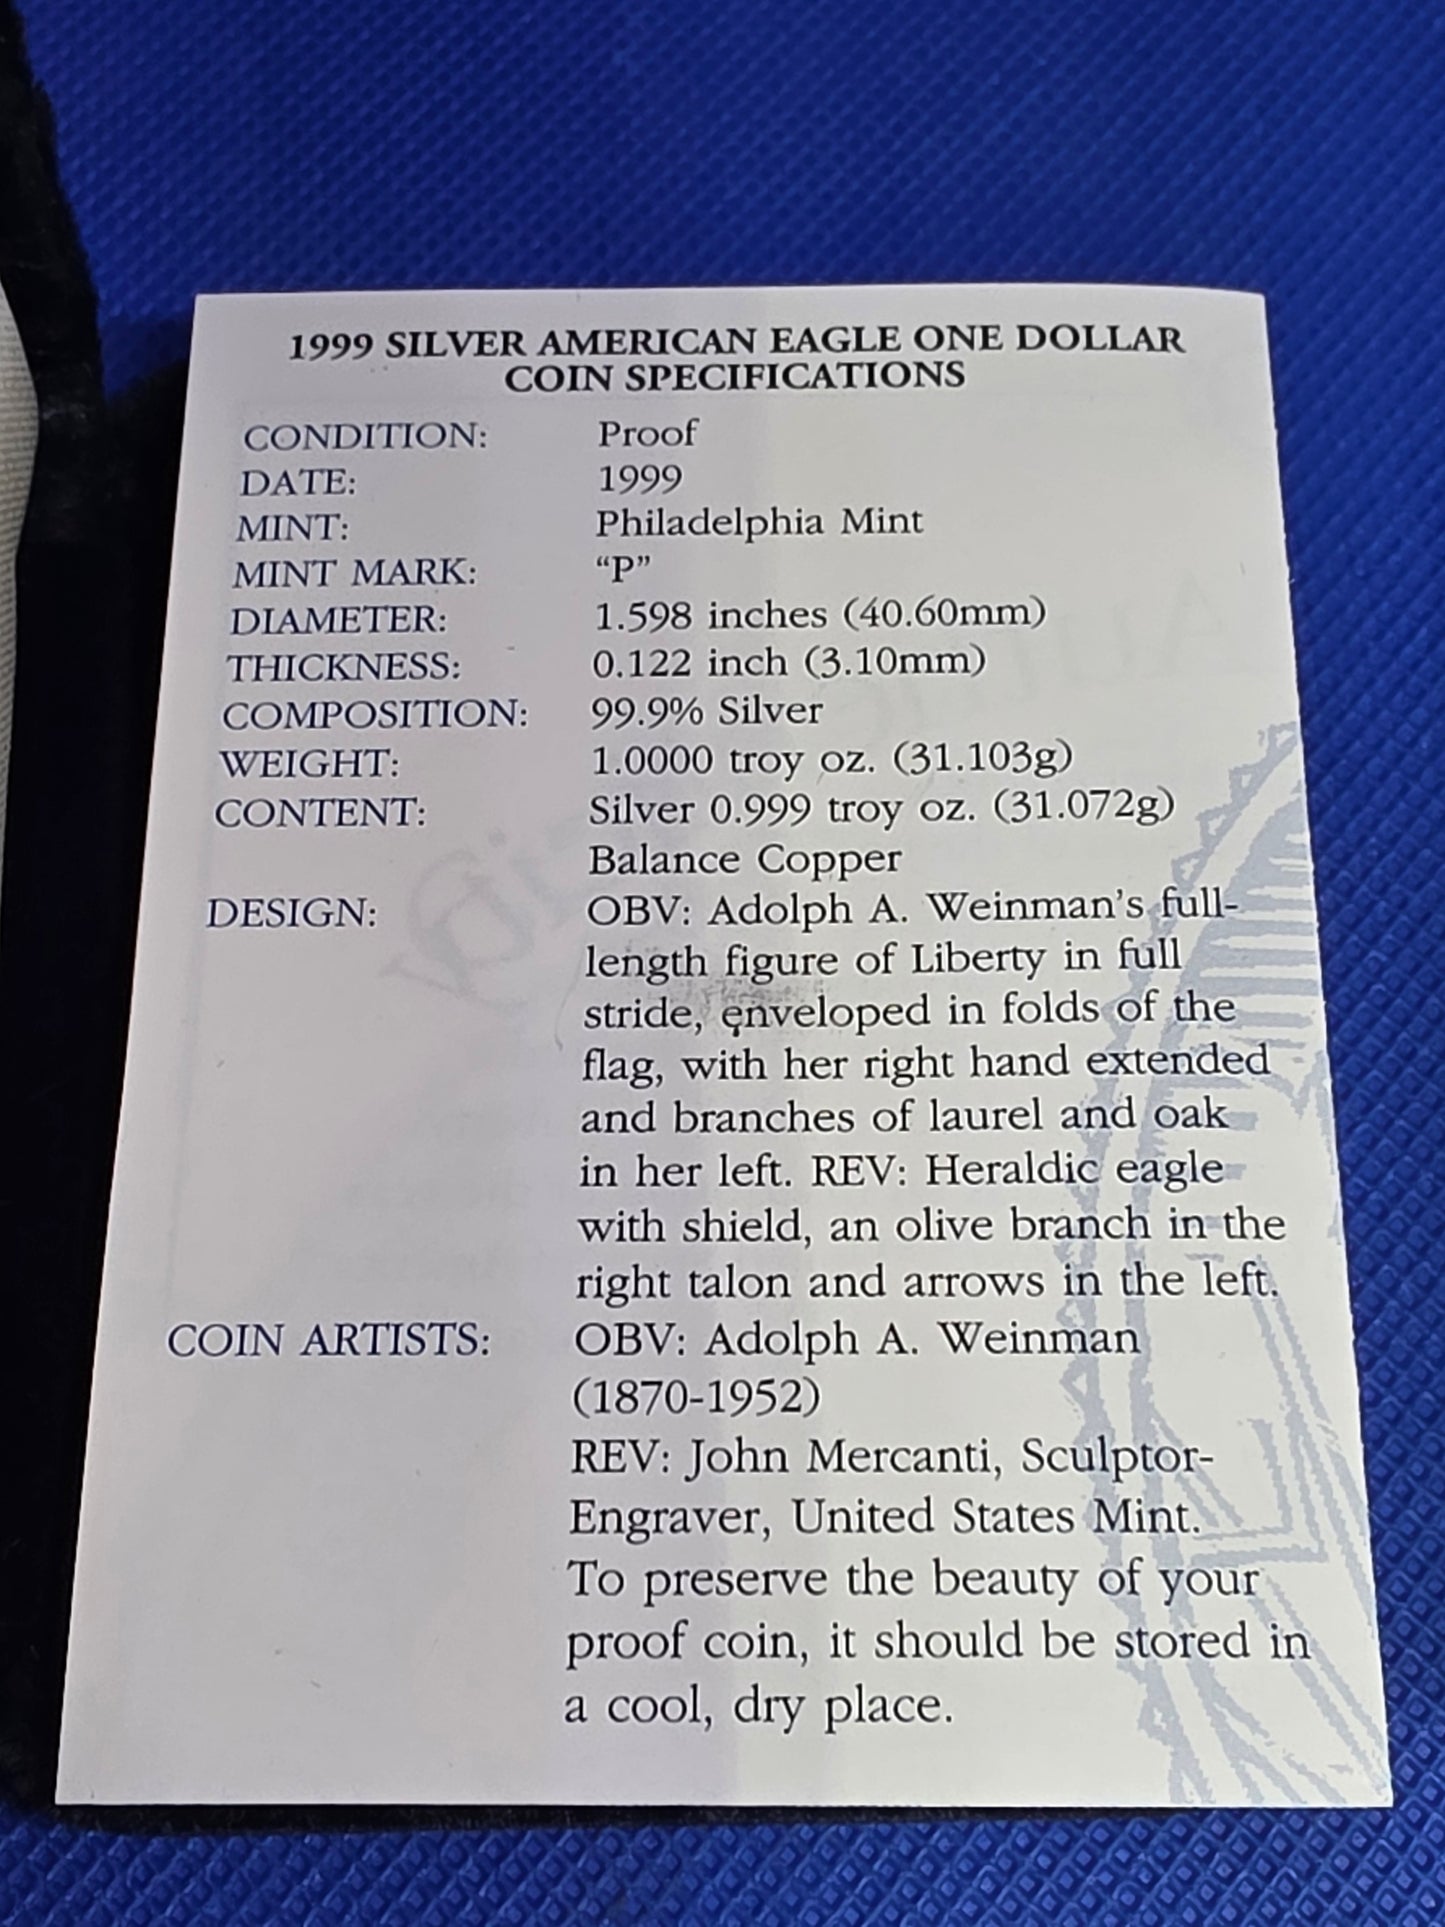 1999 SILVER AMERICAN EAGLE ONE DOLLAR
COIN SPECIFICATIONS
CONDITION: Proof
DATE: 1999
MINT: Philadelphia Mint
MINT MARK: “P”
DIAMETER: 1.598 inches (40.60mm)
THICKNESS: 0.122 inch (3.10mm)
COMPOSITION: 99.9% Silver
WEIGHT: 1.0000 troy oz. (31.103g)
CONTENT: Silver 0.999 troy oz. (31.072g)
Balance Copper
DESIGN: OBV: Adolph A. Weinman’s full-
length figure of Liberty in full
stride, enveloped in folds of the
flag, with her right hand extended
and branches of laurel and oak
in her left. REV: Heraldic eagle
with shield, an olive branch in the
right talon and arrows in the left.
COIN ARTISTS: OBV: Adolph A. Weinman
(1870-1952)
REV: John Mercanti, Sculptor-
Engraver, United States Mint.
To preserve the beauty of your
proof coin, it should be stored in
a cool, dry place.